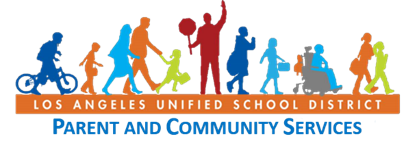 LOS ANGELES UNIFIED SCHOOL DISTRICT
PARENT AND COMMUNITY SERVICES